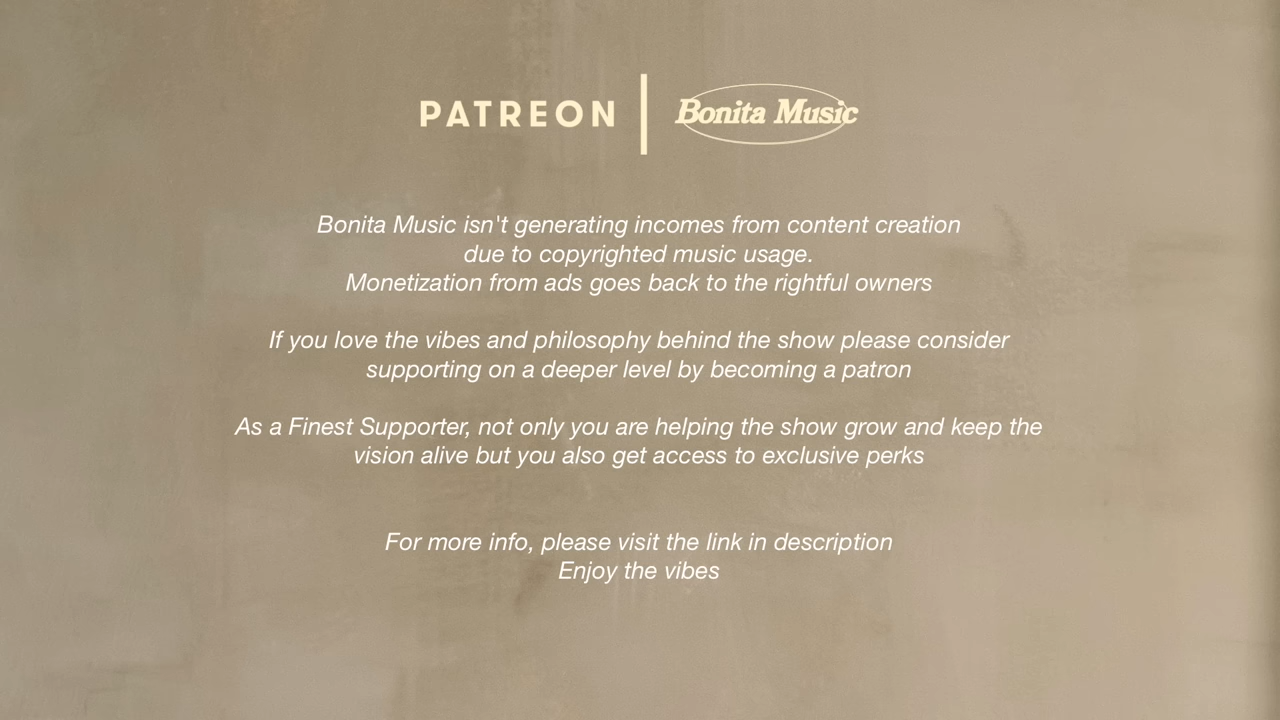 PATREON
Bonita Music
Bonita Music isn't generating incomes from content creation
due to copyrighted music usage.
Monetization from ads goes back to the rightful owners
If you love the vibes and philosophy behind the show please consider
supporting on a deeper level by becoming a patron
As a Finest Supporter, not only you are helping the show grow and keep the
vision alive but you also get access to exclusive perks
For more info, please visit the link in description
Enjoy the vibes